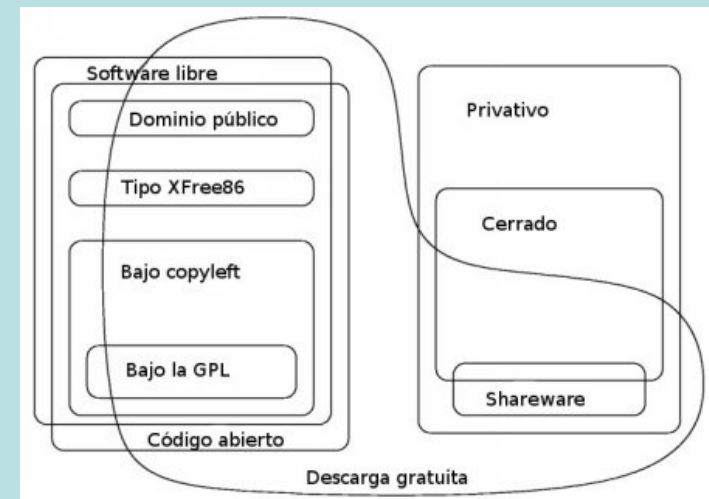 Software libre
Dominio público
Tipo XFree86
Bajo copyleft
Bajo la GPL
Código abierto
Privativo
Cerrado
Shareware
Descarga gratuita